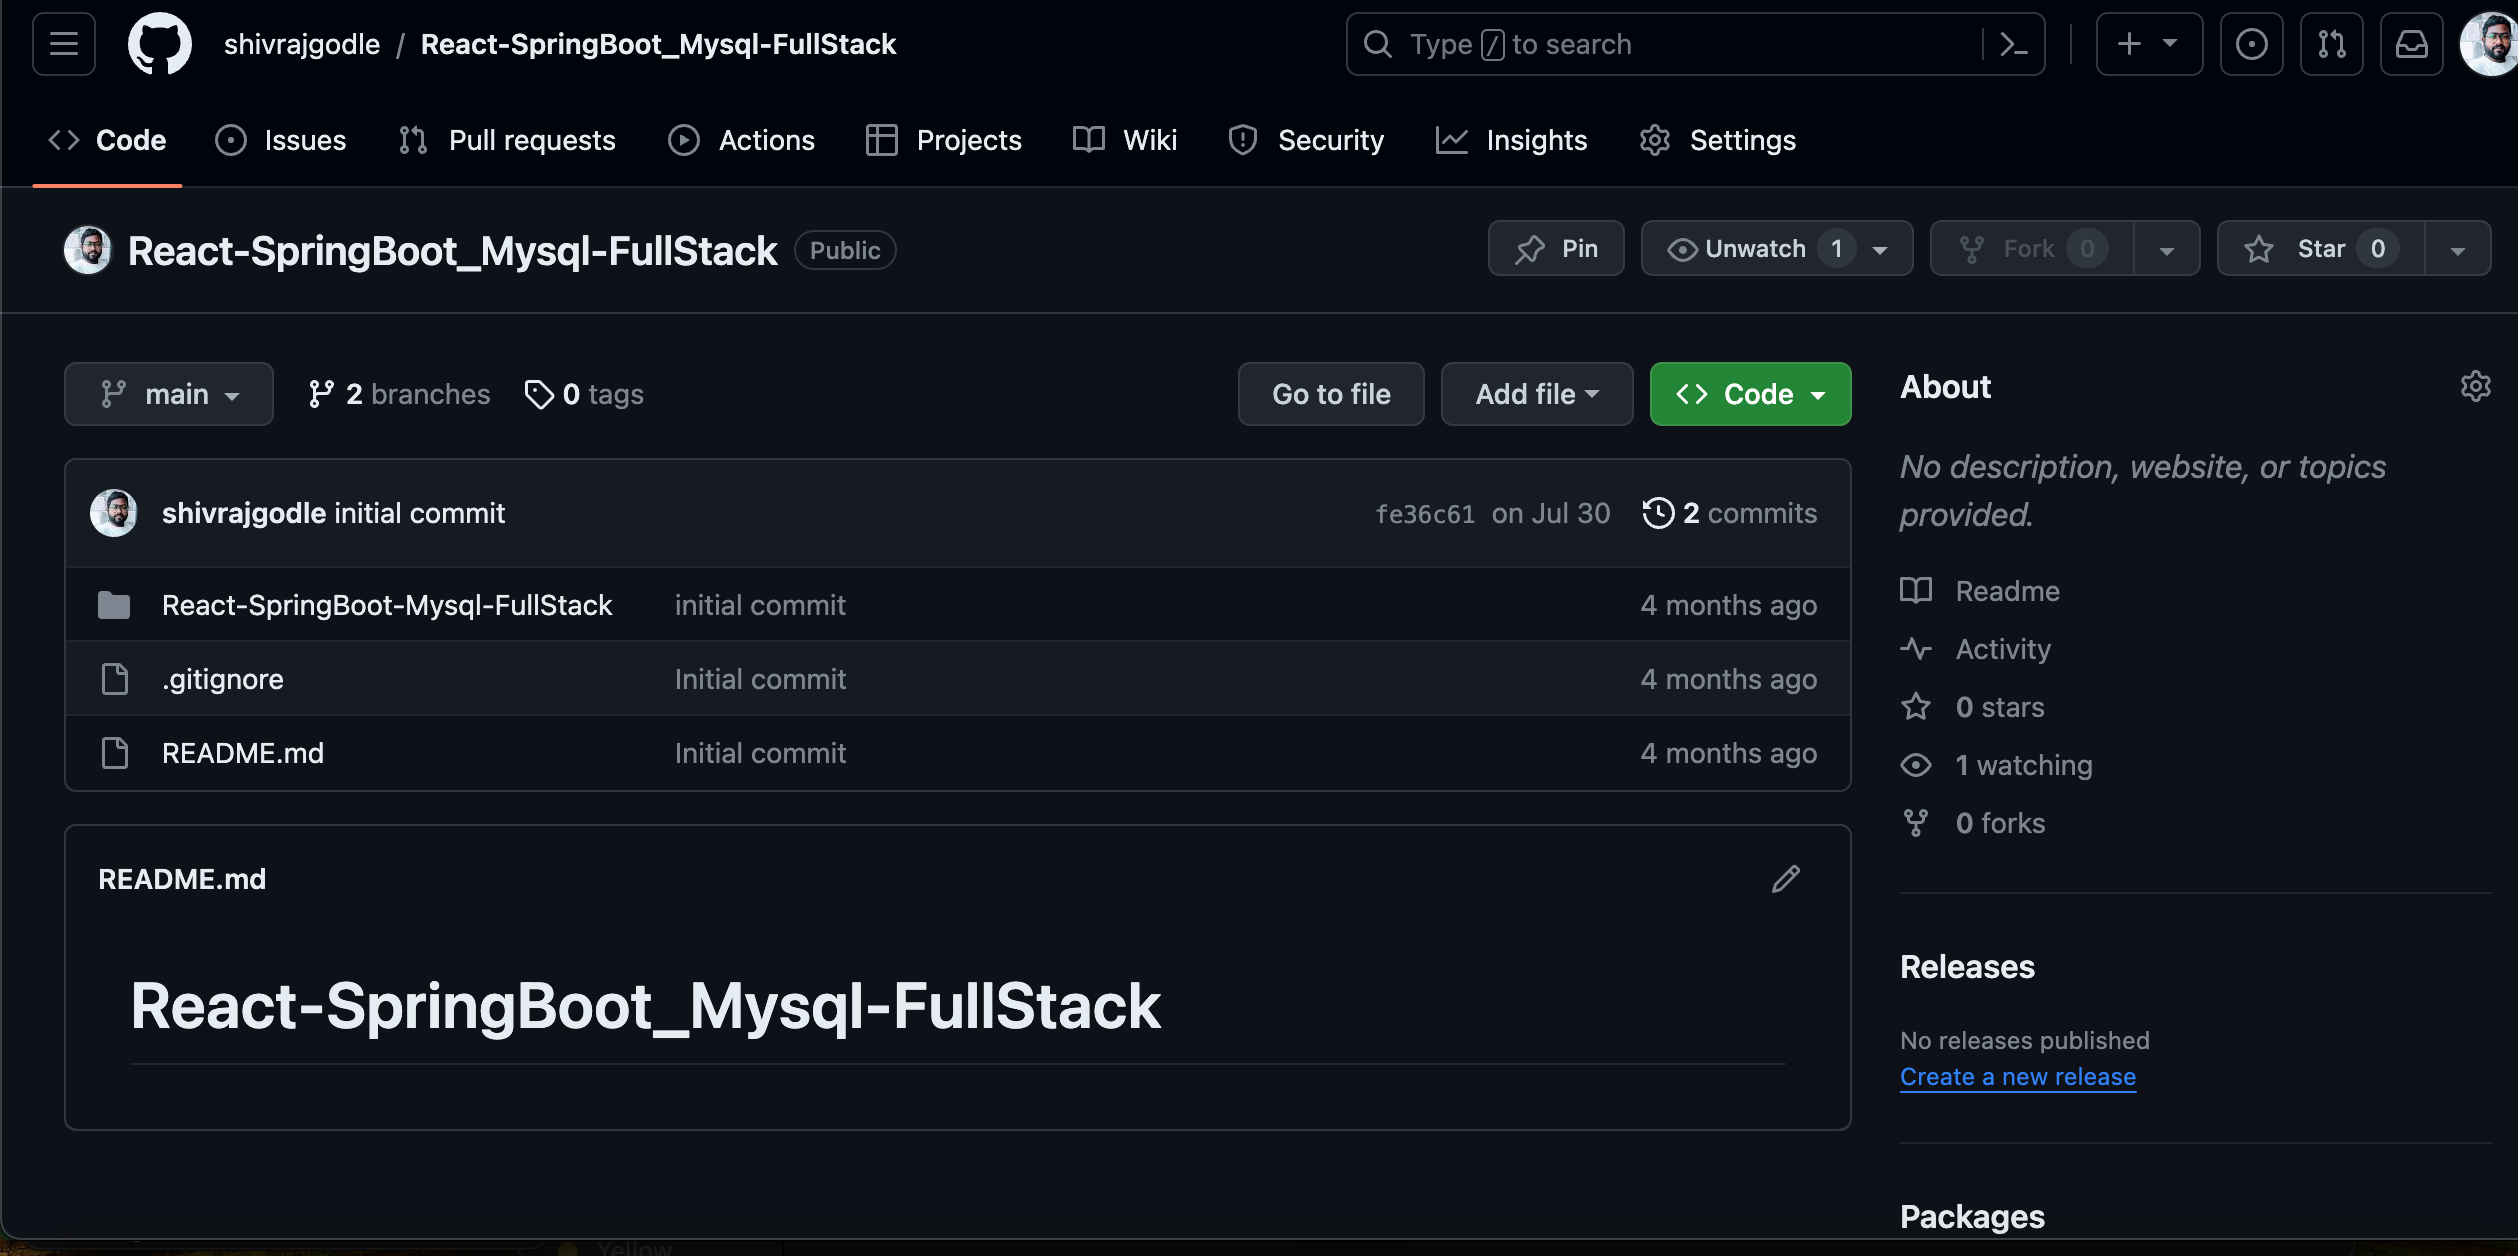 shivrajgodle / React-SpringBoot_Mysql-FullStack
Type / to search
Code Issues Pull requests Actions Projects Wiki Security Insights Settings
React-SpringBoot_Mysql-FullStack Public
Pin Unwatch 1 Fork 0 Star 0
main 2 branches 0 tags Go to file Add file Code
shivrajgodle initial commit fe36c61 on Jul 30 2 commits
React-SpringBoot-Mysql-FullStack initial commit 4 months ago
.gitignore Initial commit 4 months ago
README.md Initial commit 4 months ago
README.md
React-SpringBoot_Mysql-FullStack
About
No description, website, or topics
provided.
Readme
Activity
0 stars
1 watching
0 forks
Releases
No releases published
Create a new release
Packages
Yellow